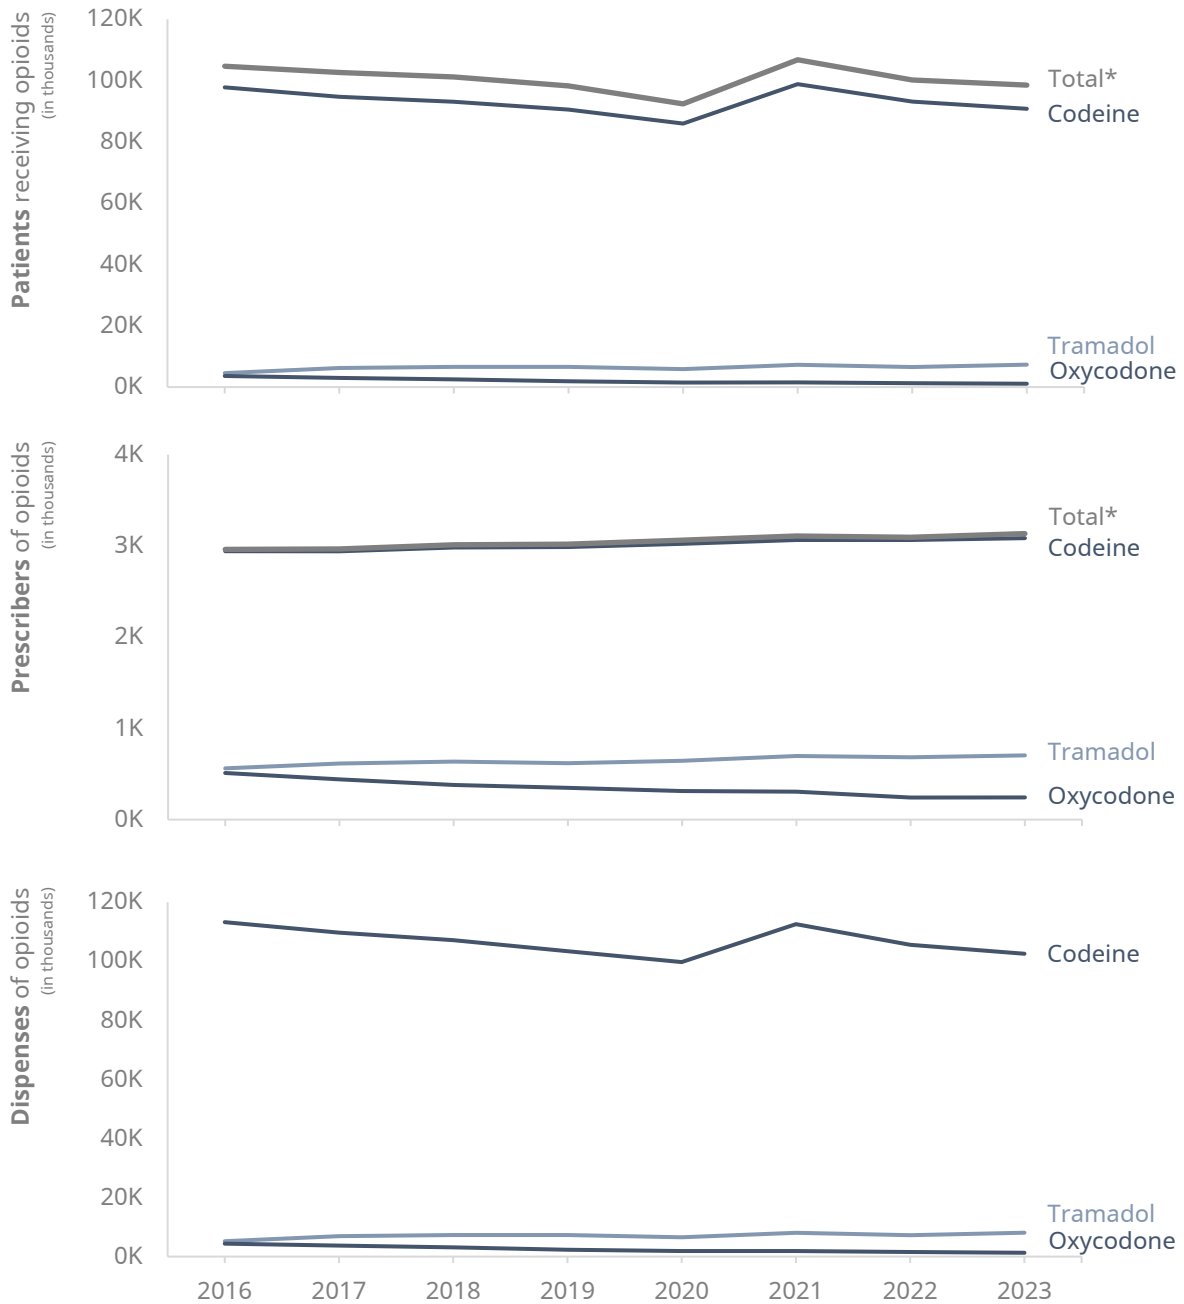 Patients receiving opioids
(in thousands)
120K
100K
80K
60K
40K
20K
0K
Total*
Codeine
Tramadol
Oxycodone
Prescribers of opioids
(in thousands)
4K
3K
2K
1K
0K
Total*
Codeine
Tramadol
Oxycodone
Dispenses of opioids
(in thousands)
120K
100K
80K
60K
40K
20K
0K
Codeine
Tramadol
Oxycodone
2016 2017 2018 2019 2020 2021 2022 2023